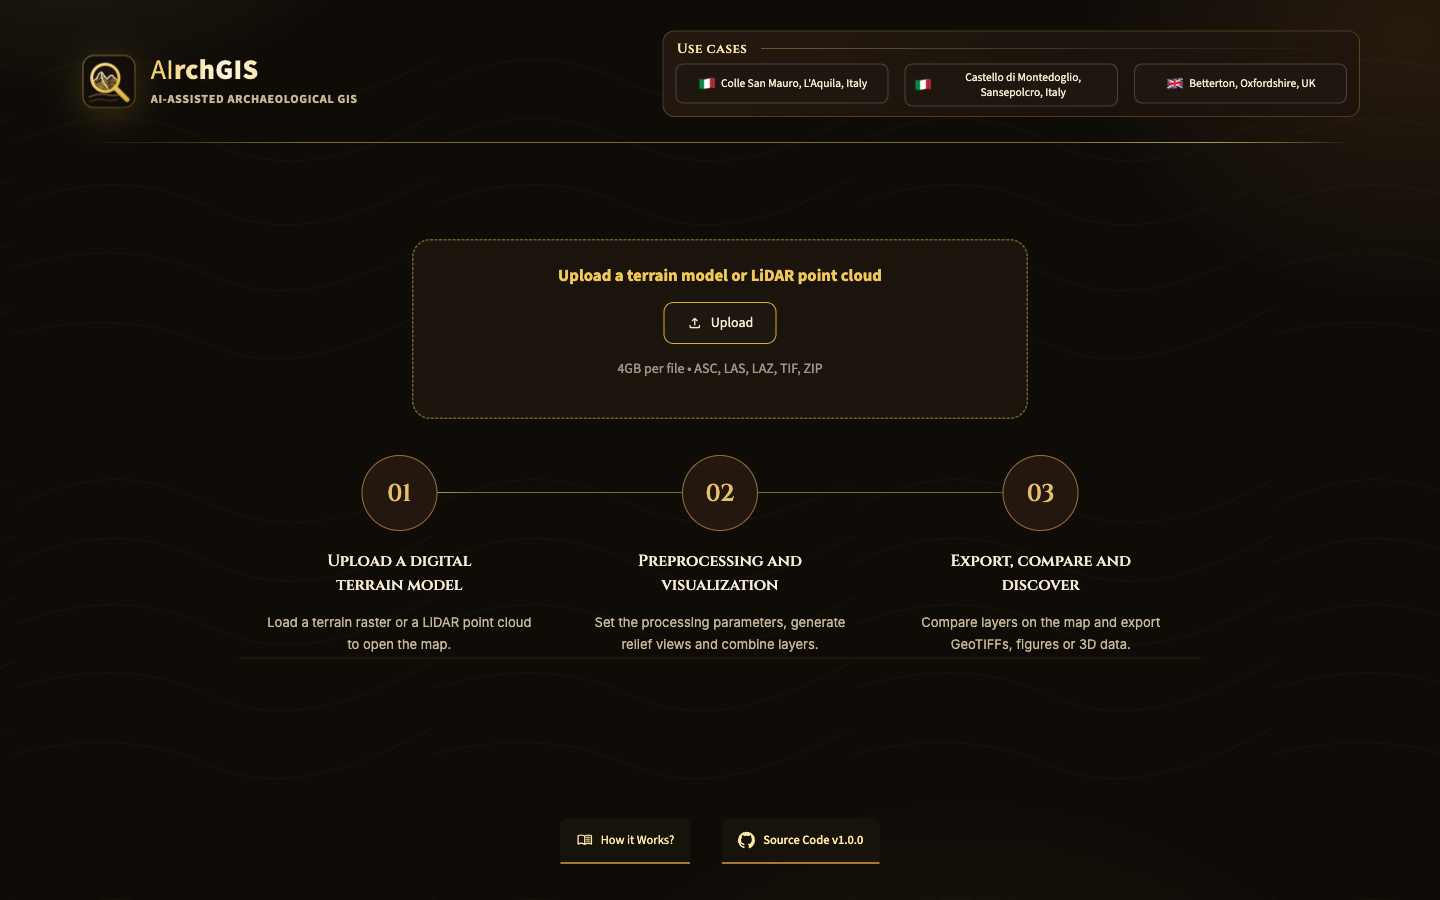 AIrchGIS
AI-ASSISTED ARCHAEOLOGICAL GIS
Use cases
Colle San Mauro, L'Aquila, Italy
Castello di Montedoglio,
Sansepolcro, Italy
Betterton, Oxfordshire, UK
Upload a terrain model or LiDAR point cloud
Upload
4GB per file • ASC, LAS, LAZ, TIF, ZIP
01
02
03
Upload a digital
terrain model
Preprocessing and
visualization
Export, compare and
discover
Load a terrain raster or a LiDAR point cloud
to open the map.
Set the processing parameters, generate
relief views and combine layers.
Compare layers on the map and export
GeoTIFFs, figures or 3D data.
How it Works?
Source Code v1.0.0